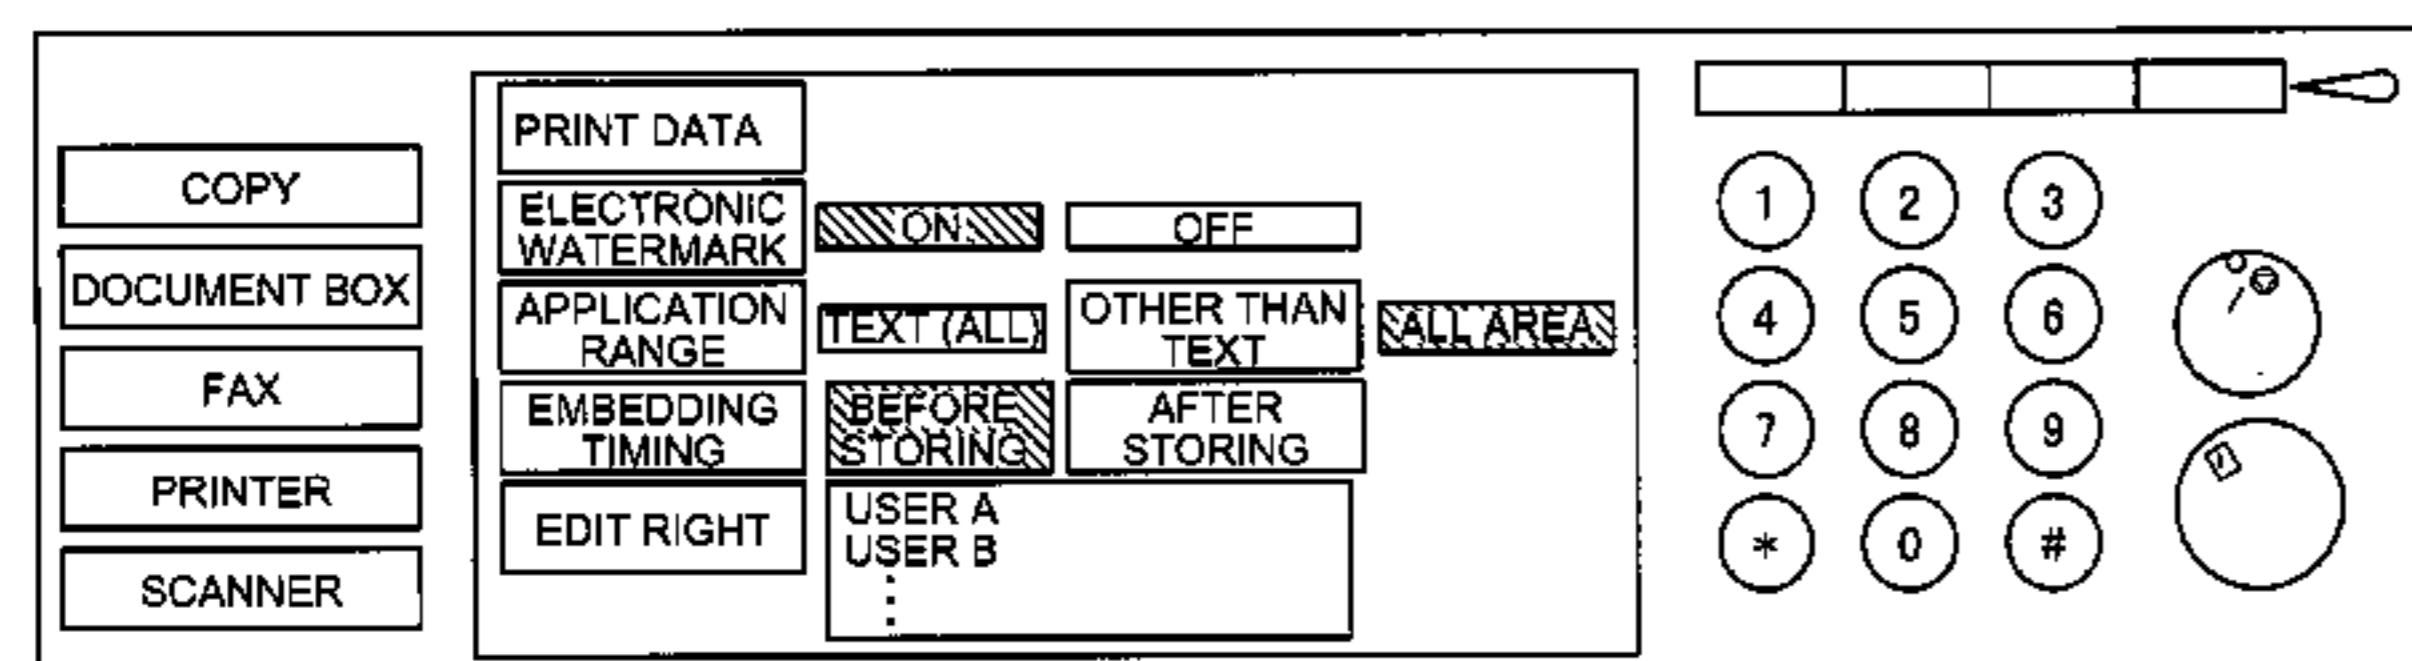 COPY
DOCUMENT BOX
FAX
PRINTER
SCANNER
PRINT DATA
ELECTRONIC
WATERMARK
ON
OFF
APPLICATION
RANGE
TEXT (ALL)
OTHER THAN
TEXT
ALL AREA
EMBEDDING
TIMING
BEFORE
STORING
AFTER
STORING
EDIT RIGHT
USER A
USER B
1 2 3
4 5 6
7 8 9
* 0 #